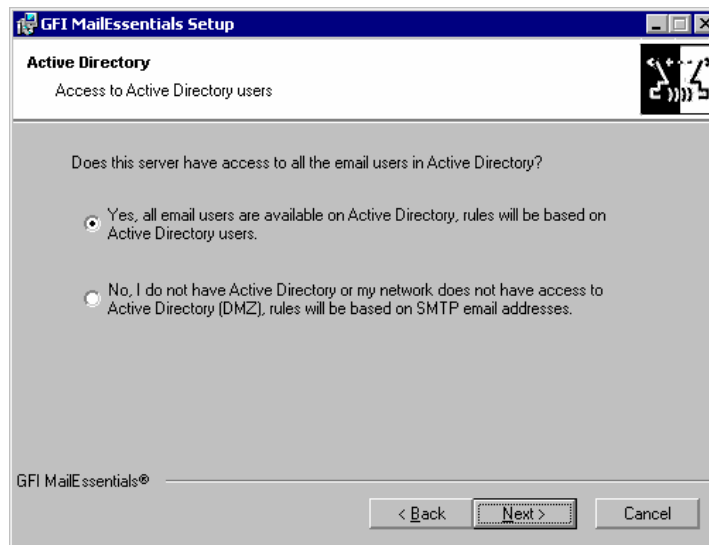 GFI MailEssentials Setup
Active Directory
Access to Active Directory users
Does this server have access to all the email users in Active Directory?
Yes, all email users are available on Active Directory, rules will be based on
Active Directory users.
No, I do not have Active Directory or my network does not have access to
Active Directory (DMZ), rules will be based on SMTP email addresses.
GFI MailEssentials®
< Back
Next >
Cancel